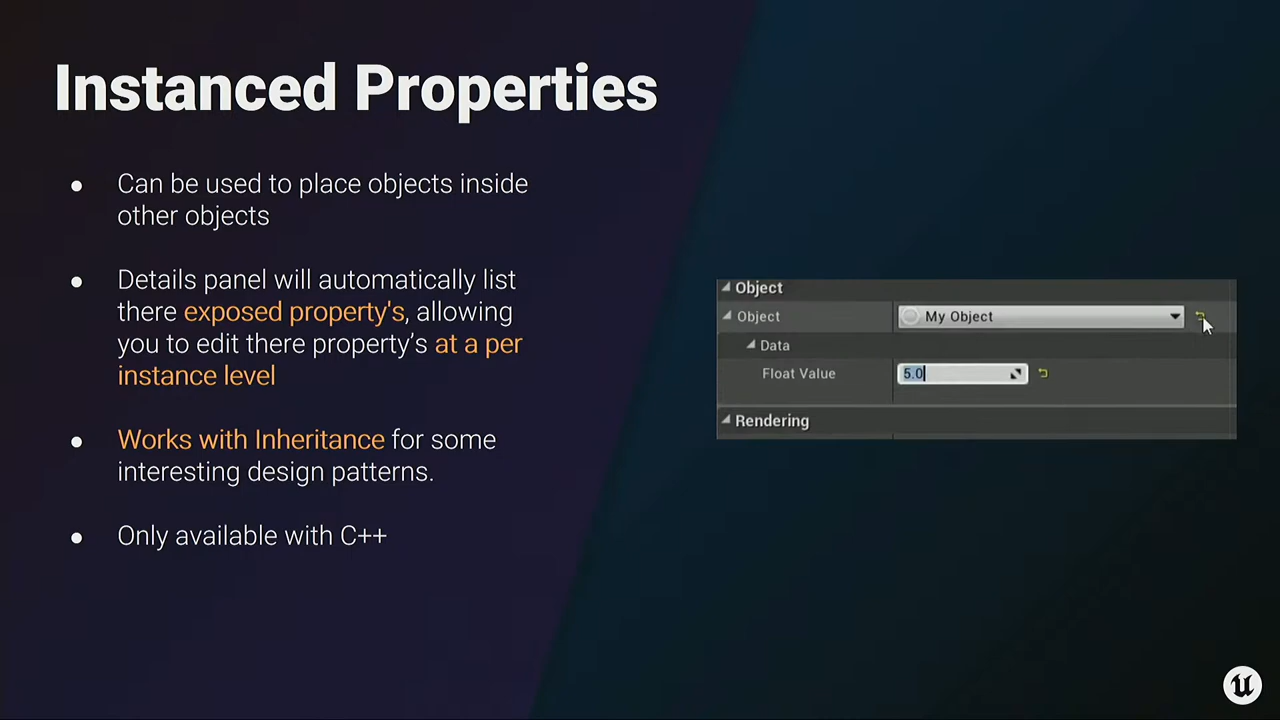 Instanced Properties
● Can be used to place objects inside
other objects
● Details panel will automatically list
there exposed property's, allowing
you to edit there property’s at a per
instance level
● Works with Inheritance for some
interesting design patterns.
● Only available with C++
Object
Object My Object
Data
Float Value 5.0
Rendering